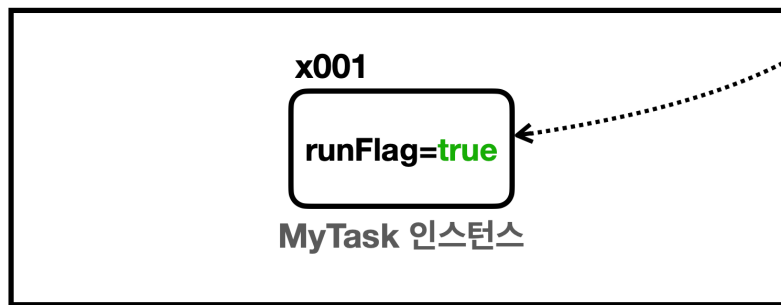 x001
runFlag=true
MyTask 인스턴스